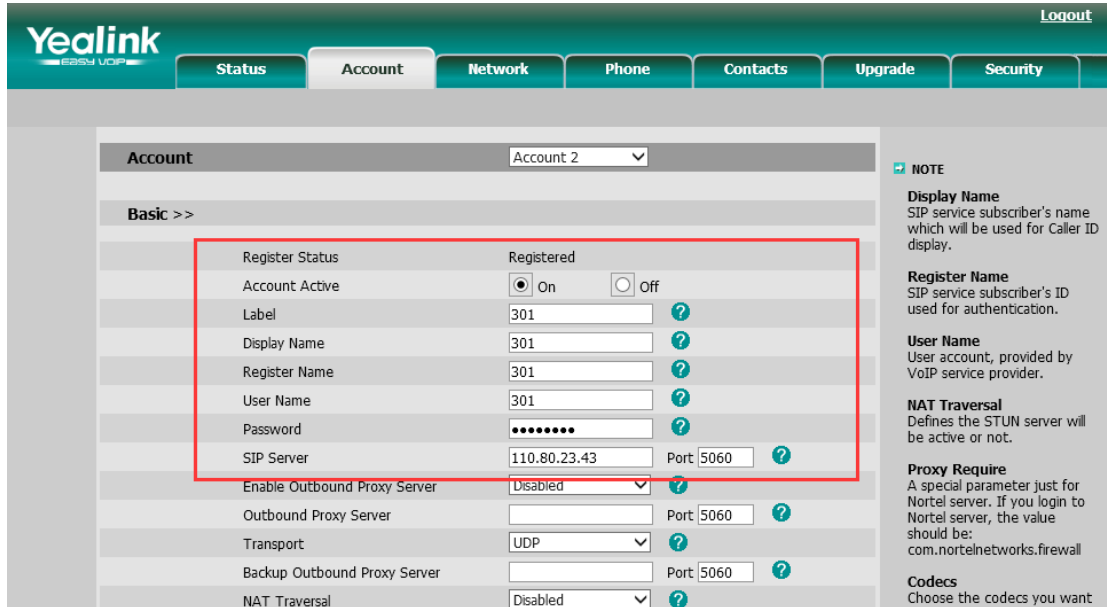 Logout
Yealink
EASY VOIP
Status Account Network Phone Contacts Upgrade Security
Account Account 2
Basic >>
Register Status Registered
Account Active On Off
Label 301
Display Name 301
Register Name 301
User Name 301
Password ••••••••
SIP Server 110.80.23.43 Port 5060
Enable Outbound Proxy Server Disabled
Outbound Proxy Server Port 5060
Transport UDP
Backup Outbound Proxy Server Port 5060
NAT Traversal Disabled
NOTE
Display Name
SIP service subscriber's name
which will be used for Caller ID
display.
Register Name
SIP service subscriber's ID
used for authentication.
User Name
User account, provided by
VoIP service provider.
NAT Traversal
Defines the STUN server will
be active or not.
Proxy Require
A special parameter just for
Nortel server. If you login to
Nortel server, the value
should be:
com.nortelnetworks.firewall
Codecs
Choose the codecs you want